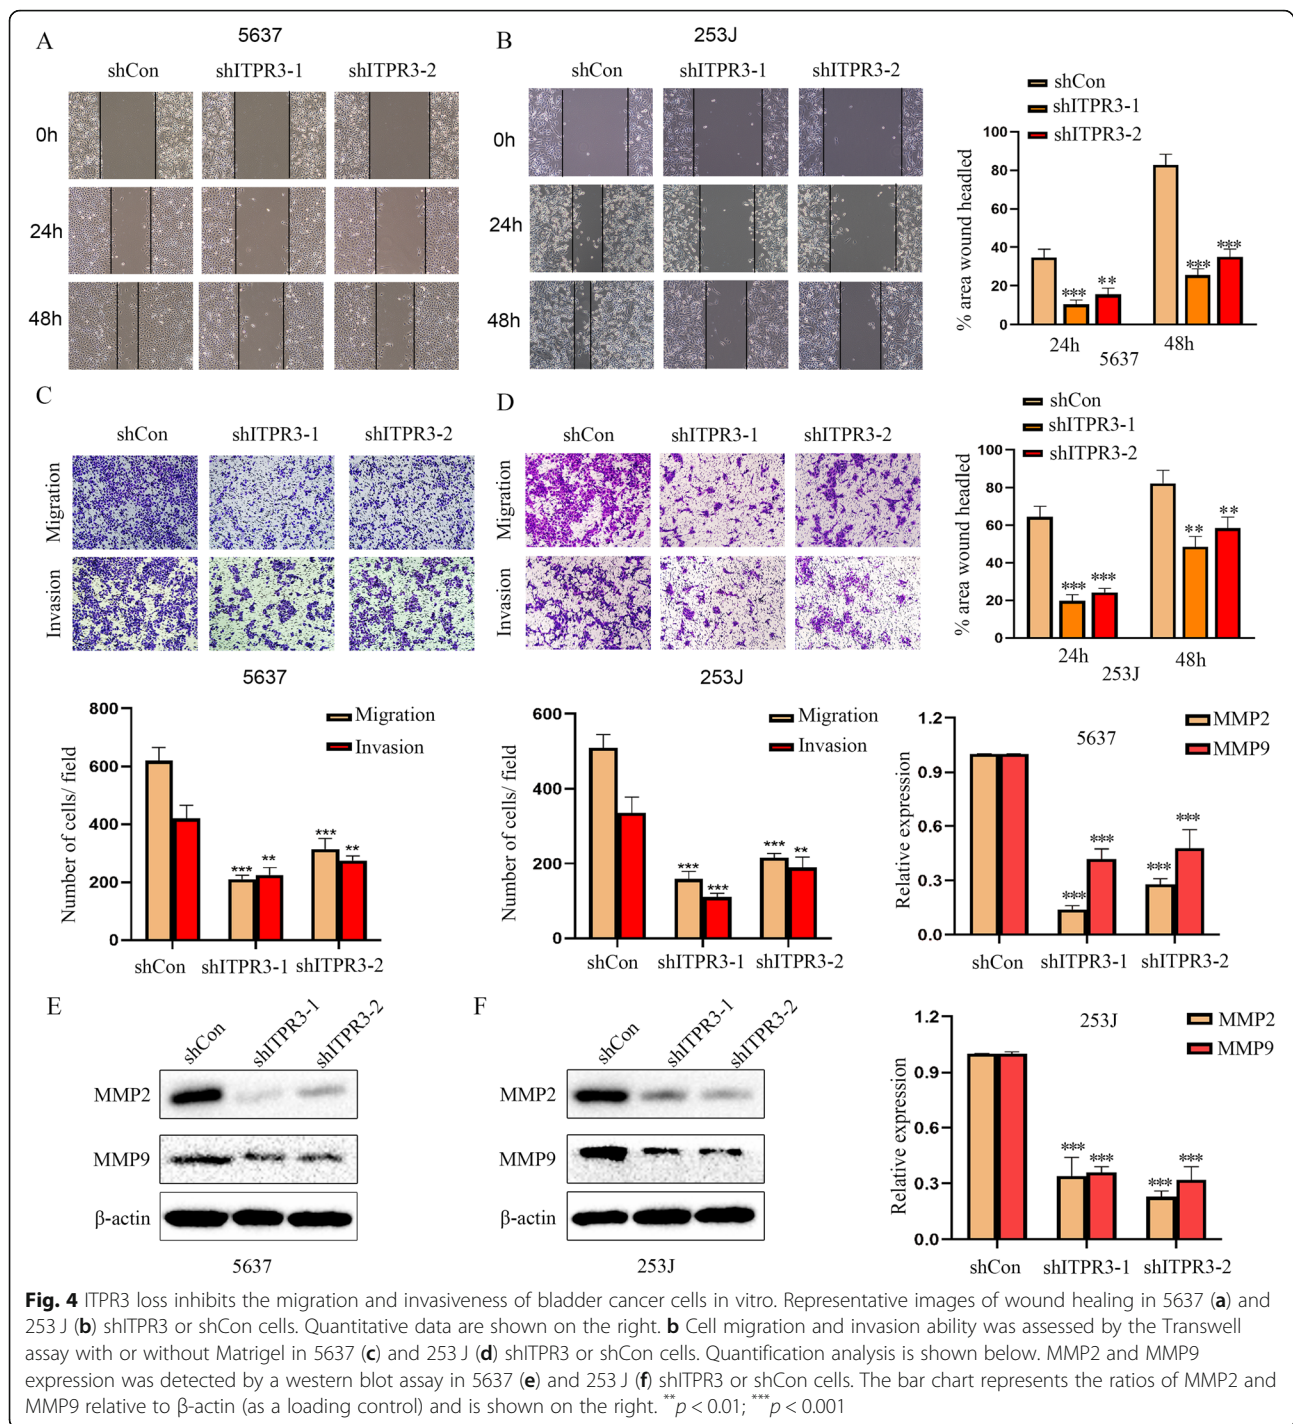 A
5637
shCon shITPR3-1 shITPR3-2
0h
24h
48h
B
253J
shCon shITPR3-1 shITPR3-2
0h
24h
48h
shCon
shITPR3-1
shITPR3-2
% area wound headled
100
80
60
40
20
0
*** **
*** ***
24h 48h
5637
C
shCon shITPR3-1 shITPR3-2
Migration
Invasion
5637
D
shCon shITPR3-1 shITPR3-2
Migration
Invasion
253J
shCon
shITPR3-1
shITPR3-2
% area wound headled
100
80
60
40
20
0
*** ***
** **
24h 48h
253J
Migration
Invasion
Number of cells/ field
800
600
400
200
0
*** **
*** **
shCon shITPR3-1 shITPR3-2
Migration
Invasion
Number of cells/ field
600
400
200
0
*** ***
*** **
shCon shITPR3-1 shITPR3-2
MMP2
MMP9
5637
Relative expression
1.2
0.9
0.6
0.3
0.0
*** ***
*** ***
shCon shITPR3-1 shITPR3-2
E
shCon shITPR3-1 shITPR3-2
MMP2
MMP9
β-actin
5637
F
shCon shITPR3-1 shITPR3-2
MMP2
MMP9
β-actin
253J
MMP2
MMP9
253J
Relative expression
1.2
0.9
0.6
0.3
0.0
*** ***
*** ***
shCon shITPR3-1 shITPR3-2
Fig. 4 ITPR3 loss inhibits the migration and invasiveness of bladder cancer cells in vitro. Representative images of wound healing in 5637 (a) and
253 J (b) shITPR3 or shCon cells. Quantitative data are shown on the right. b Cell migration and invasion ability was assessed by the Transwell
assay with or without Matrigel in 5637 (c) and 253 J (d) shITPR3 or shCon cells. Quantification analysis is shown below. MMP2 and MMP9
expression was detected by a western blot assay in 5637 (e) and 253 J (f) shITPR3 or shCon cells. The bar chart represents the ratios of MMP2 and
MMP9 relative to β-actin (as a loading control) and is shown on the right. **p < 0.01; ***p < 0.001